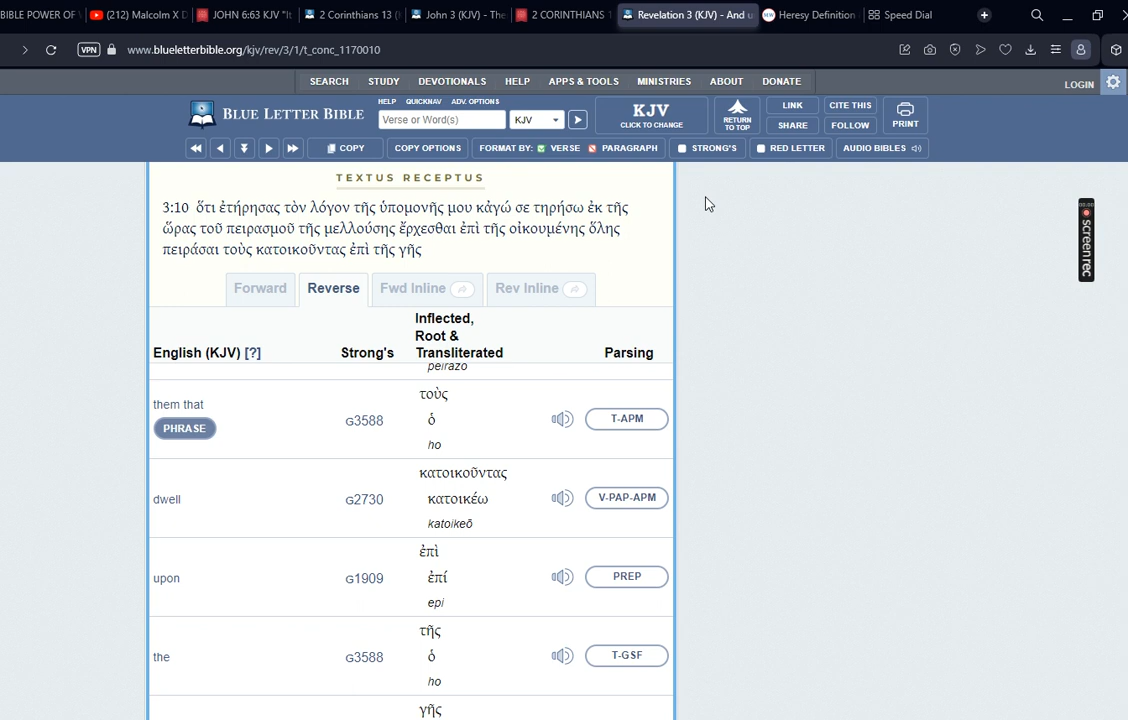 BIBLE POWER OF
(212) Malcolm X D
JOHN 6:63 KJV "It
2 Corinthians 13 (
John 3 (KJV) - The
2 CORINTHIANS 1
Revelation 3 (KJV) - And u
Heresy Definition
Speed Dial
VPN
www.blueletterbible.org/kjv/rev/3/1/t_conc_1170010
SEARCH STUDY DEVOTIONALS HELP APPS & TOOLS MINISTRIES ABOUT DONATE
LOGIN
BLUE LETTER BIBLE
HELP QUICKNAV ADV. OPTIONS
Verse or Word(s)
KJV
KJV
CLICK TO CHANGE
RETURN
TO TOP
LINK
CITE THIS
SHARE
FOLLOW
PRINT
COPY
COPY OPTIONS
FORMAT BY: VERSE PARAGRAPH
STRONG'S
RED LETTER
AUDIO BIBLES
TEXTUS RECEPTUS
3:10 ὅτι ἐτήρησας τὸν λόγον τῆς ὑπομονῆς μου κἀγώ σε τηρήσω ἐκ τῆς
ὥρας τοῦ πειρασμοῦ τῆς μελλούσης ἔρχεσθαι ἐπὶ τῆς οἰκουμένης ὅλης
πειράσαι τοὺς κατοικοῦντας ἐπὶ τῆς γῆς
00:00
screenrec
Forward Reverse Fwd Inline Rev Inline
English (KJV) [?]
Strong's
Inflected,
Root &
Transliterated
Parsing
peirazō
them that
PHRASE
G3588
τοὺς
ὁ
ho
T-APM
dwell
G2730
κατοικοῦντας
κατοικέω
katoikeō
V-PAP-APM
upon
G1909
ἐπὶ
ἐπί
epi
PREP
the
G3588
τῆς
ὁ
ho
T-GSF
γῆς